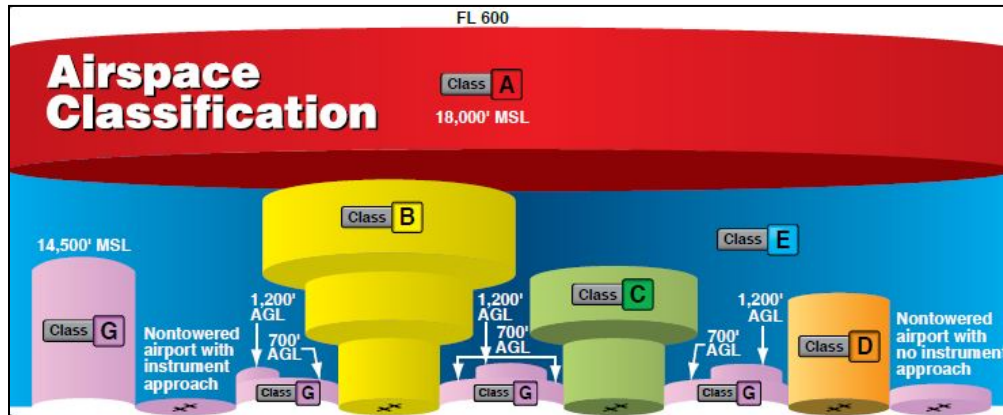 FL 600
Airspace
Classification
Class A
18,000' MSL
Class B
Class E
14,500' MSL
Class G
Class C
1,200'
AGL
700'
AGL
1,200'
AGL
700'
AGL
1,200'
AGL
700'
AGL
Nontowered
airport with
instrument
approach
Class D
Nontowered
airport with
no instrument
approach
Class G
Class G
Class G